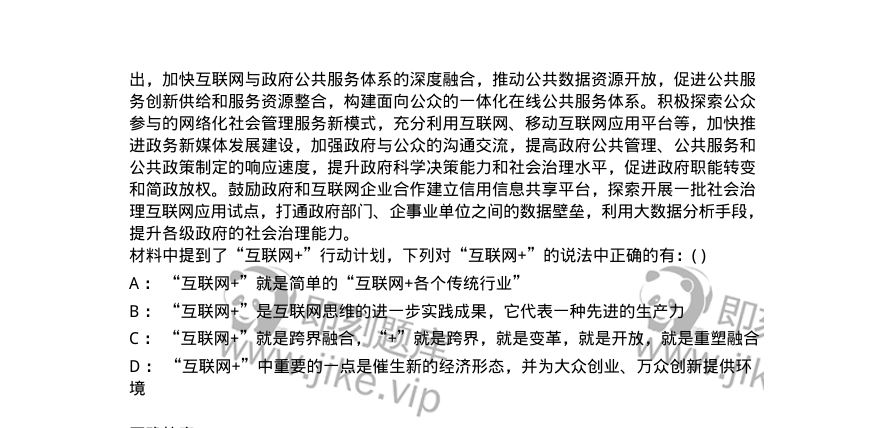 出，加快互联网与政府公共服务体系的深度融合，推动公共数据资源开放，促进公共服
务创新供给和服务资源整合，构建面向公众的一体化在线公共服务体系。积极探索公众
参与的网络化社会管理服务新模式，充分利用互联网、移动互联网应用平台等，加快推
进政务新媒体发展建设，加强政府与公众的沟通交流，提高政府公共管理、公共服务和
公共政策制定的响应速度，提升政府科学决策能力和社会治理水平，促进政府职能转变
和简政放权。鼓励政府和互联网企业合作建立信用信息共享平台，探索开展一批社会治
理互联网应用试点，打通政府部门、企事业单位之间的数据壁垒，利用大数据分析手段，
提升各级政府的社会治理能力。
材料中提到了“互联网+”行动计划，下列对“互联网+”的说法中正确的有：( )
A： “互联网+”就是简单的“互联网+各个传统行业”
B： “互联网+”是互联网思维的进一步实践成果，它代表一种先进的生产力
C： “互联网+”就是跨界融合，“+”就是跨界，就是变革，就是开放，就是重塑融合
D： “互联网+”中重要的一点是催生新的经济形态，并为大众创业、万众创新提供环
境
即刻题库
www.ijike.vip